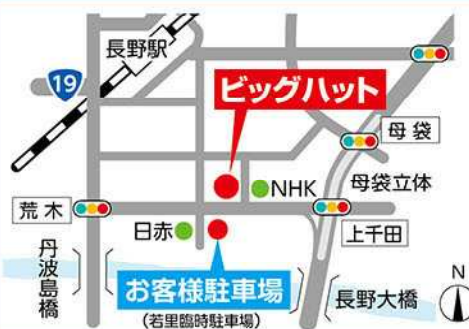 長野駅
19
ビッグハット
母袋
NHK
母袋立体
荒木
日赤
上千田
丹波島橋
お客様駐車場
(若里臨時駐車場)
長野大橋
N